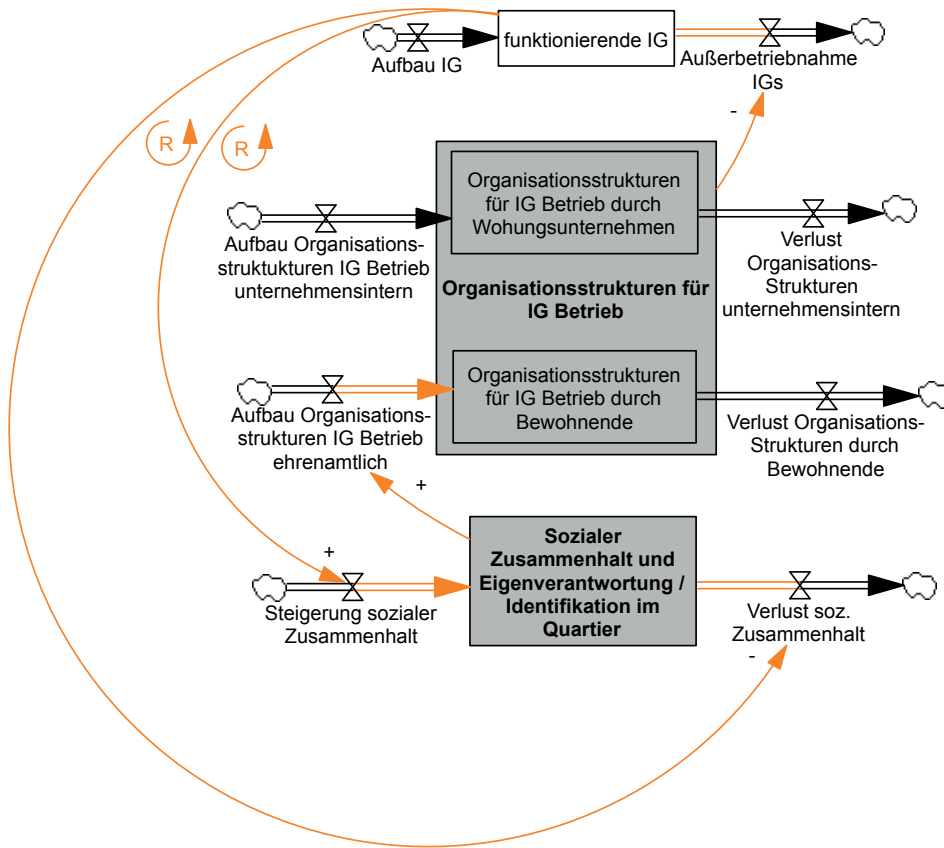 funktionierende IG
Aufbau IG
Außerbetriebnahme
IGs
-
R
R
Organisationsstrukturen
für IG Betrieb durch
Wohungsunternehmen
Aufbau Organisations-
struktukturen IG Betrieb
unternehmensintern
Verlust
Organisations-
Strukturen
unternehmensintern
Organisationsstrukturen für
IG Betrieb
Organisationsstrukturen
für IG Betrieb durch
Bewohnende
Aufbau Organisations-
strukturen IG Betrieb
ehrenamtlich
Verlust Organisations-
Strukturen durch
Bewohnende
+
Sozialer
Zusammenhalt und
Eigenverantwortung /
Identifikation im
Quartier
+
Steigerung sozialer
Zusammenhalt
Verlust soz.
Zusammenhalt
-